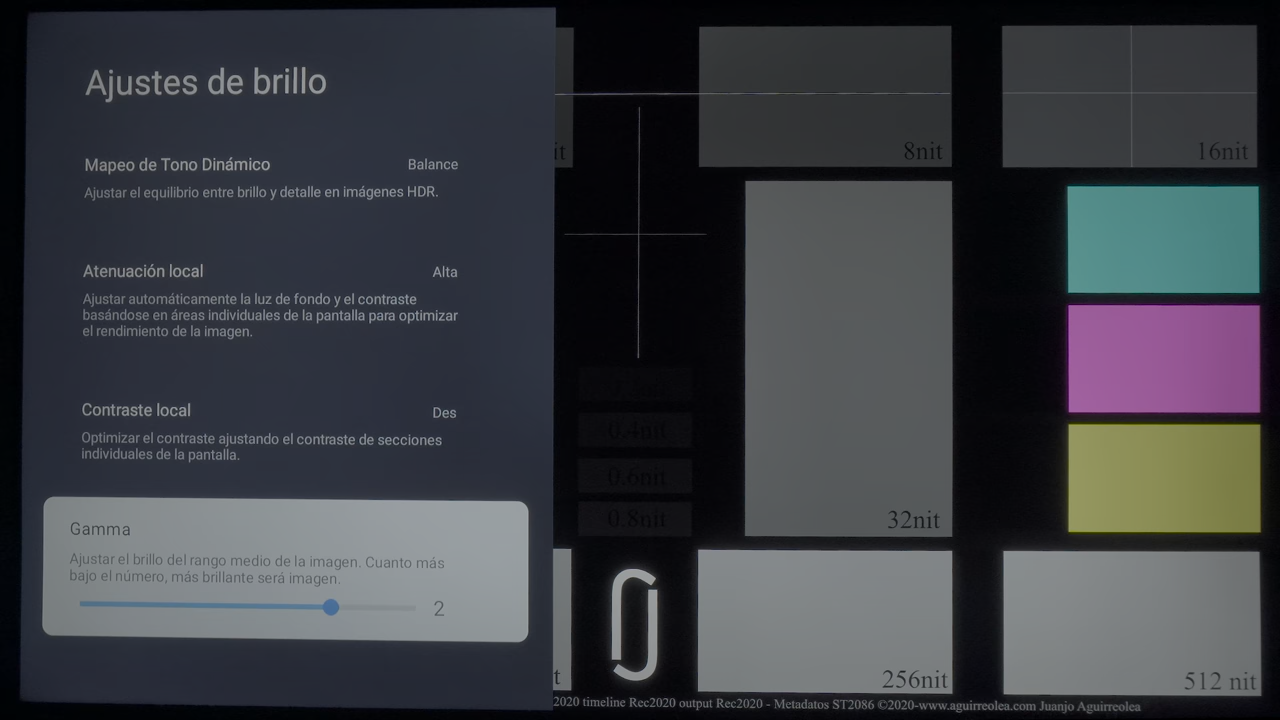 Ajustes de brillo
Mapeo de Tono Dinámico
Balance
Ajustar el equilibrio entre brillo y detalle en imágenes HDR.
Atenuación local
Alta
Ajustar automáticamente la luz de fondo y el contraste
basándose en áreas individuales de la pantalla para optimizar
el rendimiento de la imagen.
Contraste local
Des
Optimizar el contraste ajustando el contraste de secciones
individuales de la pantalla.
Gamma
Ajustar el brillo del rango medio de la imagen. Cuanto más
bajo el número, más brillante será imagen.
2
8nit
16nit
0.4nit
0.6nit
0.8nit
32nit
256nit
512 nit
2020 timeline Rec2020 output Rec2020 - Metadatos ST2086 ©2020-www.aguirreolea.com Juanjo Aguirreolea